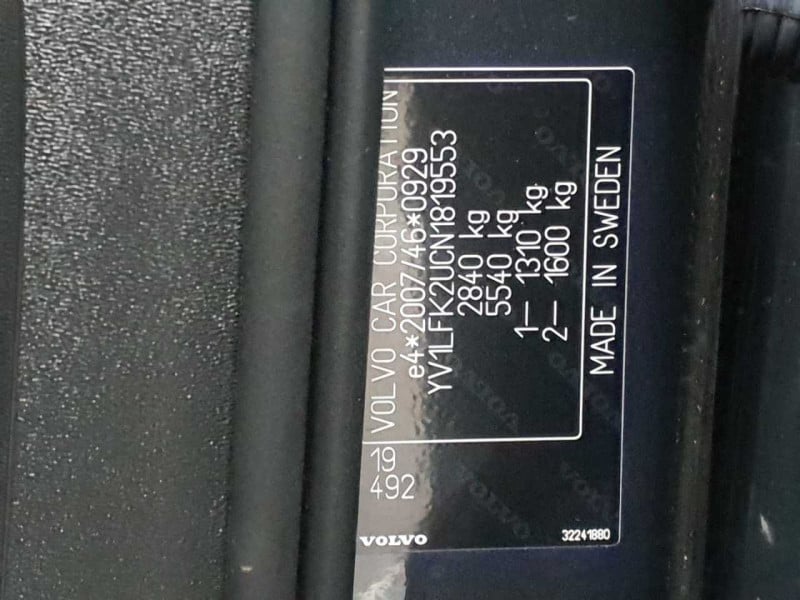 VOLVO CAR CORPORATION
e4*2007/46*0929
YV1LFK2UCN1819553
2840 kg
5540 kg
1- 1310 kg
2- 1600 kg
MADE IN SWEDEN
19
492
VOLVO
32241880